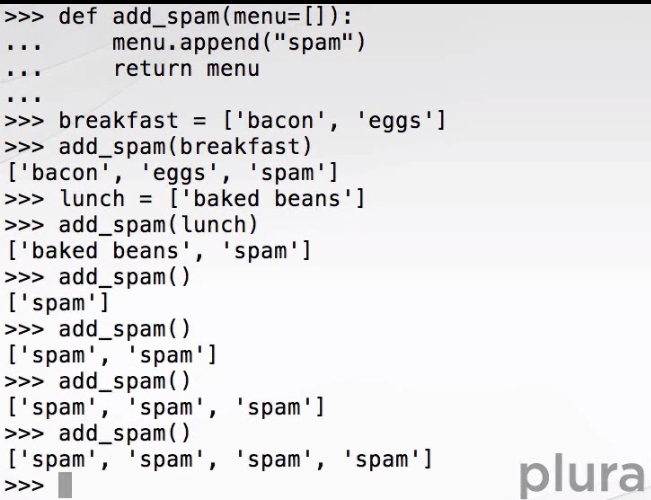 >>> def add_spam(menu=[]):
...     menu.append("spam")
...     return menu
...
>>> breakfast = ['bacon', 'eggs']
>>> add_spam(breakfast)
['bacon', 'eggs', 'spam']
>>> lunch = ['baked beans']
>>> add_spam(lunch)
['baked beans', 'spam']
>>> add_spam()
['spam']
>>> add_spam()
['spam', 'spam']
>>> add_spam()
['spam', 'spam', 'spam']
>>> add_spam()
['spam', 'spam', 'spam', 'spam']
>>>
plura